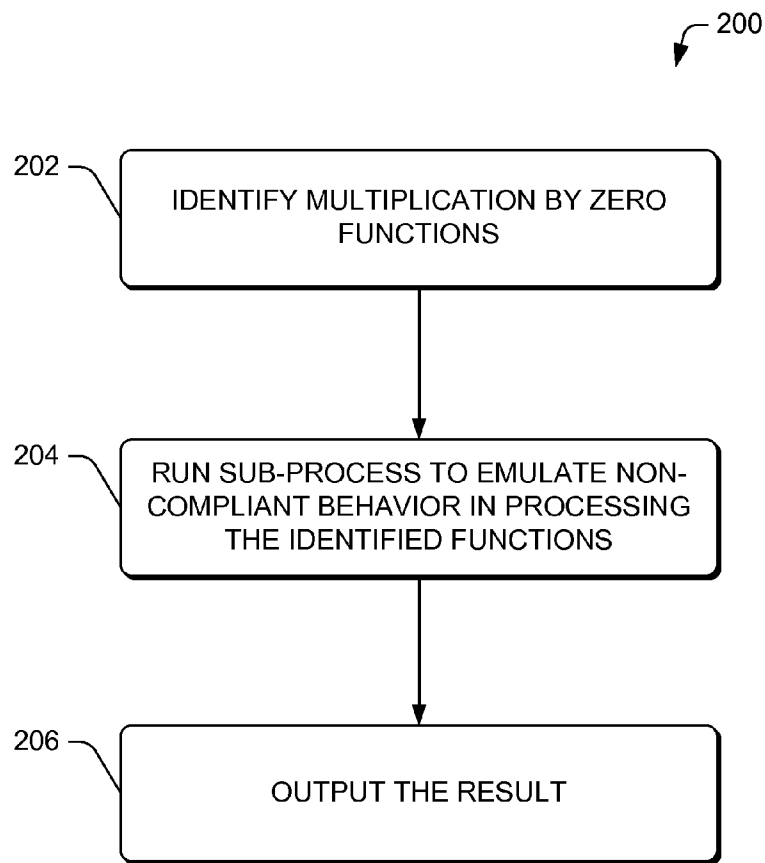 200
202
IDENTIFY MULTIPLICATION BY ZERO
FUNCTIONS
204
RUN SUB-PROCESS TO EMULATE NON-
COMPLIANT BEHAVIOR IN PROCESSING
THE IDENTIFIED FUNCTIONS
206
OUTPUT THE RESULT